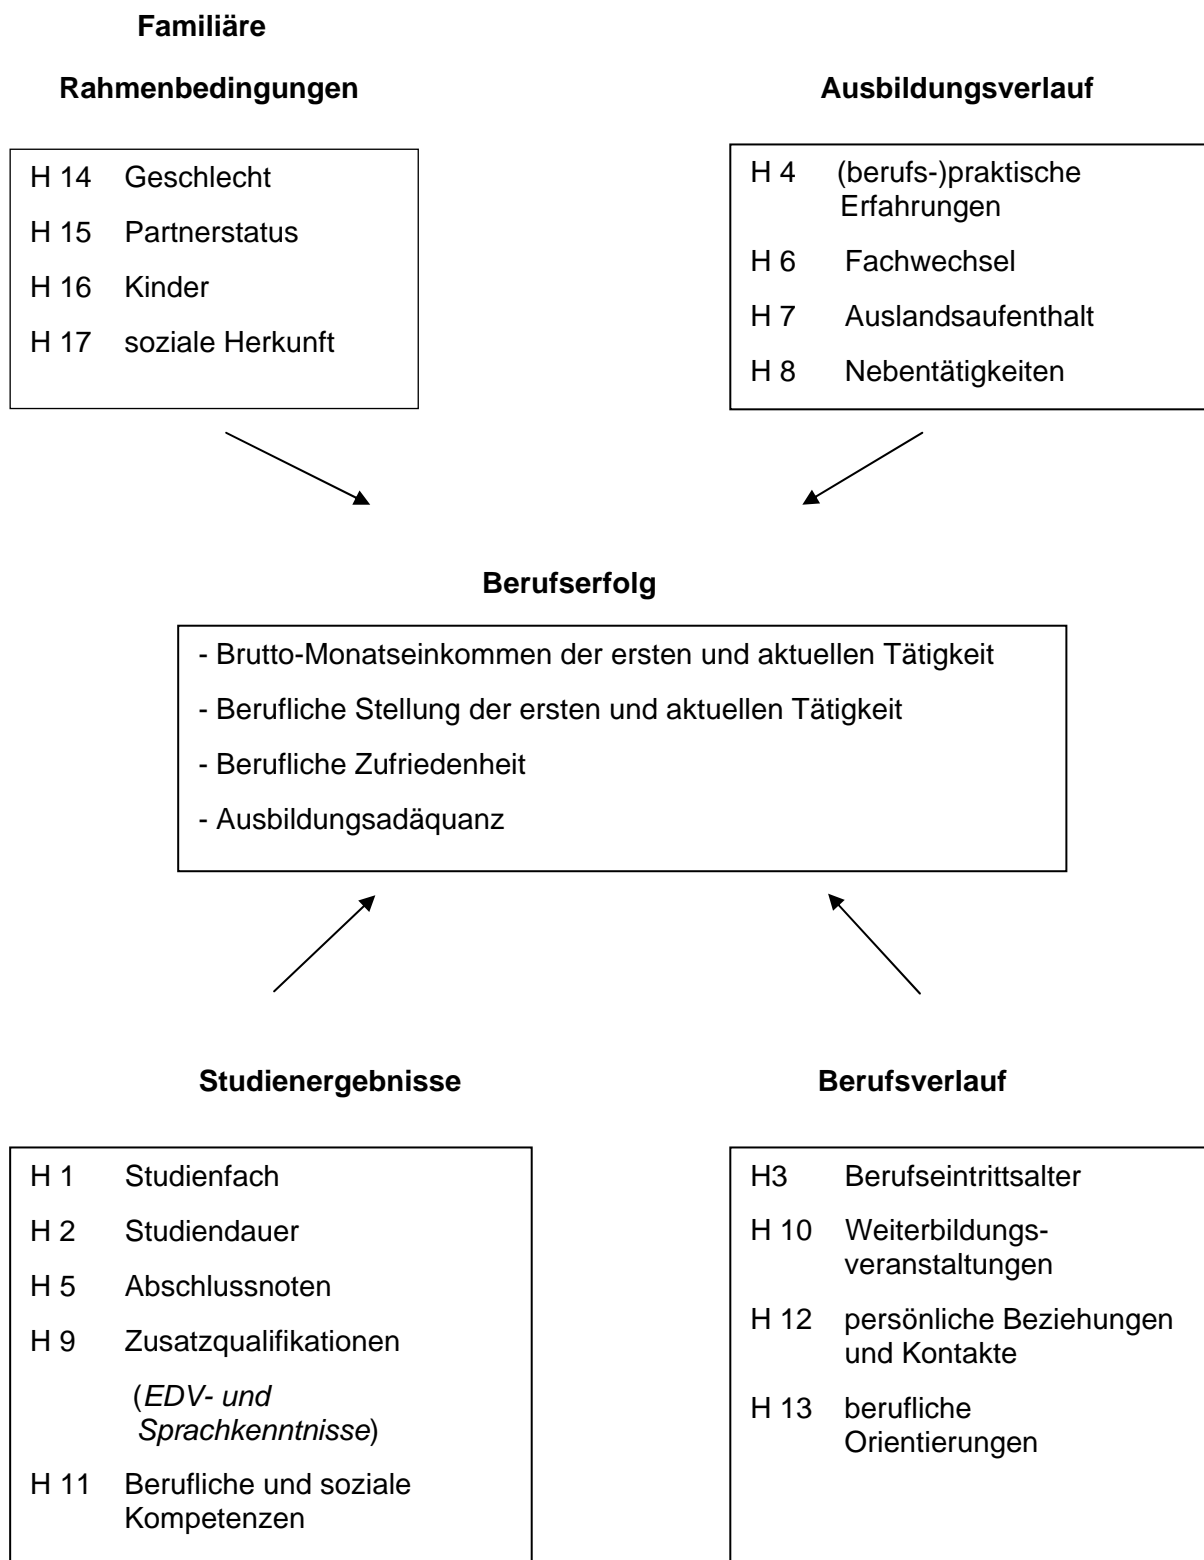 Familiäre
Rahmenbedingungen
H 14 Geschlecht
H 15 Partnerstatus
H 16 Kinder
H 17 soziale Herkunft
Ausbildungsverlauf
H 4 (berufs-)praktische
Erfahrungen
H 6 Fachwechsel
H 7 Auslandsaufenthalt
H 8 Nebentätigkeiten
Berufserfolg
- Brutto-Monatseinkommen der ersten und aktuellen Tätigkeit
- Berufliche Stellung der ersten und aktuellen Tätigkeit
- Berufliche Zufriedenheit
- Ausbildungsadäquanz
Studienergebnisse
H 1 Studienfach
H 2 Studiendauer
H 5 Abschlussnoten
H 9 Zusatzqualifikationen
(EDV- und
Sprachkenntnisse)
H 11 Berufliche und soziale
Kompetenzen
Berufsverlauf
H3 Berufseintrittsalter
H 10 Weiterbildungs-
veranstaltungen
H 12 persönliche Beziehungen
und Kontakte
H 13 berufliche
Orientierungen